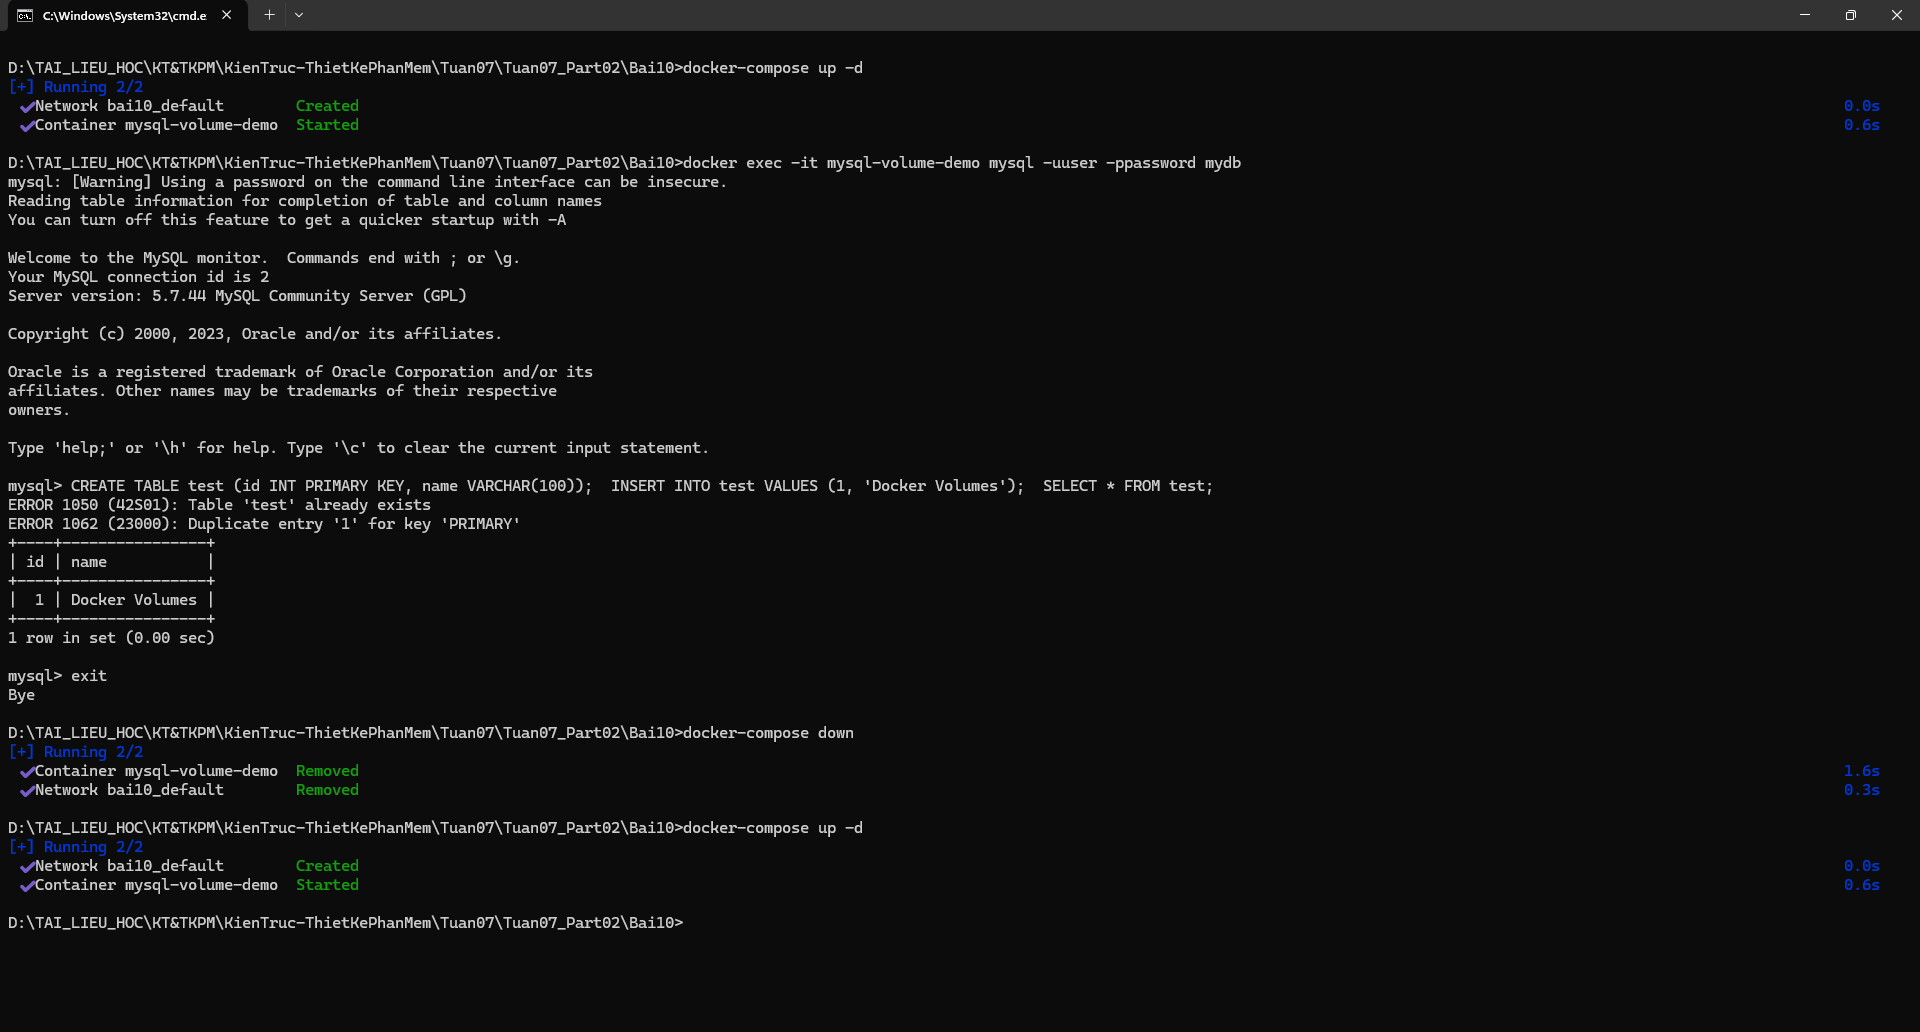 C:\Windows\System32\cmd.e
D:\TAI_LIEU_HOC\KT&TKPM\KienTruc-ThietKePhanMem\Tuan07\Tuan07_Part02\Bai10>docker-compose up -d
[+] Running 2/2
✔Network bai10_default Created 0.0s
✔Container mysql-volume-demo Started 0.6s
D:\TAI_LIEU_HOC\KT&TKPM\KienTruc-ThietKePhanMem\Tuan07\Tuan07_Part02\Bai10>docker exec -it mysql-volume-demo mysql -uuser -ppassword mydb
mysql: [Warning] Using a password on the command line interface can be insecure.
Reading table information for completion of table and column names
You can turn off this feature to get a quicker startup with -A
Welcome to the MySQL monitor.  Commands end with ; or \g.
Your MySQL connection id is 2
Server version: 5.7.44 MySQL Community Server (GPL)
Copyright (c) 2000, 2023, Oracle and/or its affiliates.
Oracle is a registered trademark of Oracle Corporation and/or its
affiliates. Other names may be trademarks of their respective
owners.
Type 'help;' or '\h' for help. Type '\c' to clear the current input statement.
mysql> CREATE TABLE test (id INT PRIMARY KEY, name VARCHAR(100));  INSERT INTO test VALUES (1, 'Docker Volumes');  SELECT * FROM test;
ERROR 1050 (42S01): Table 'test' already exists
ERROR 1062 (23000): Duplicate entry '1' for key 'PRIMARY'
+----+----------------+
| id | name           |
+----+----------------+
|  1 | Docker Volumes |
+----+----------------+
1 row in set (0.00 sec)
mysql> exit
Bye
D:\TAI_LIEU_HOC\KT&TKPM\KienTruc-ThietKePhanMem\Tuan07\Tuan07_Part02\Bai10>docker-compose down
[+] Running 2/2
✔Container mysql-volume-demo Removed 1.6s
✔Network bai10_default Removed 0.3s
D:\TAI_LIEU_HOC\KT&TKPM\KienTruc-ThietKePhanMem\Tuan07\Tuan07_Part02\Bai10>docker-compose up -d
[+] Running 2/2
✔Network bai10_default Created 0.0s
✔Container mysql-volume-demo Started 0.6s
D:\TAI_LIEU_HOC\KT&TKPM\KienTruc-ThietKePhanMem\Tuan07\Tuan07_Part02\Bai10>